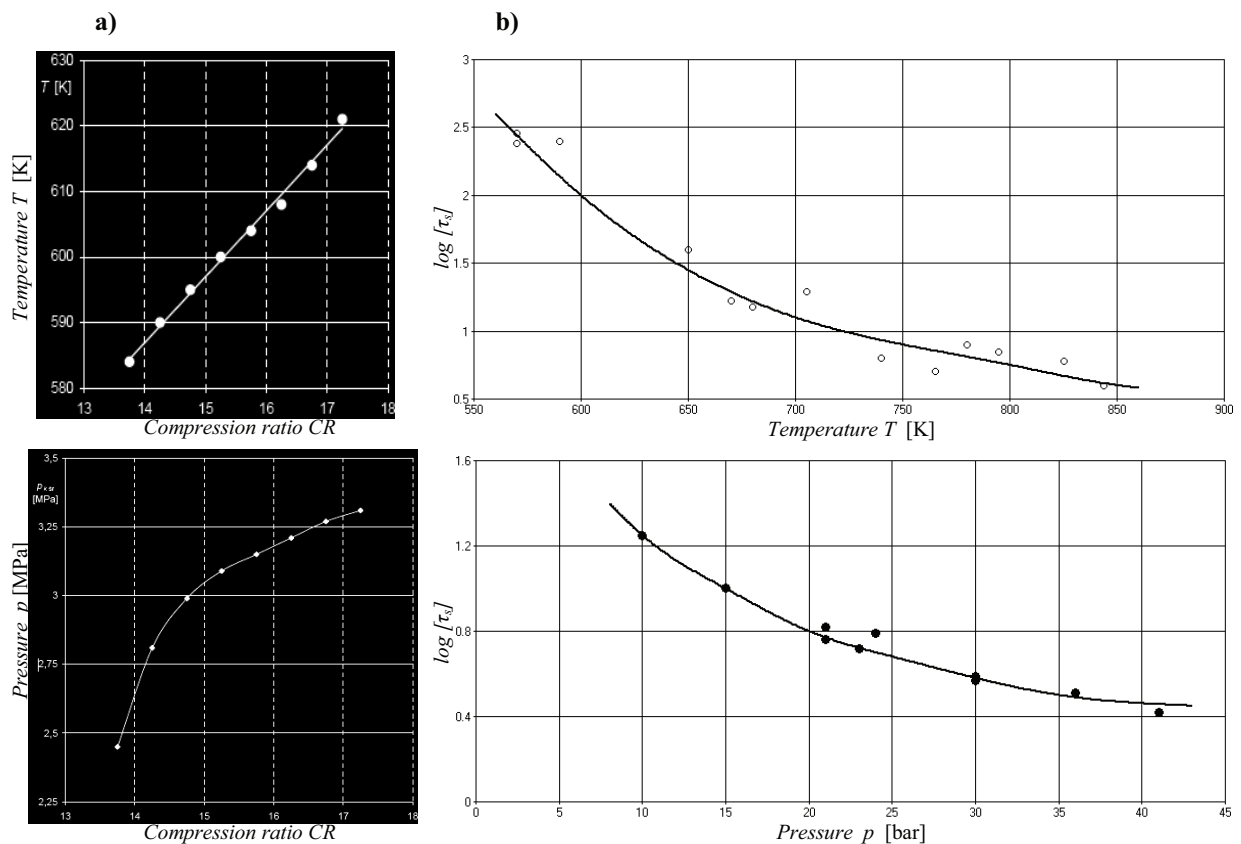 a)
b)
630
T [K]
620
610
600
590
580
13 14 15 16 17 18
Temperature T [K]
Compression ratio CR
3
2.5
2
1.5
1
0.5
550 600 650 700 750 800 850 900
log [τs]
Temperature T [K]
3,5
pk sr
[MPa]
3,25
3
2,75
2,5
2,25
13 14 15 16 17 18
Pressure p [MPa]
Compression ratio CR
1.6
1.2
0.8
0.4
0
0 5 10 15 20 25 30 35 40 45
log [τs]
Pressure p [bar]